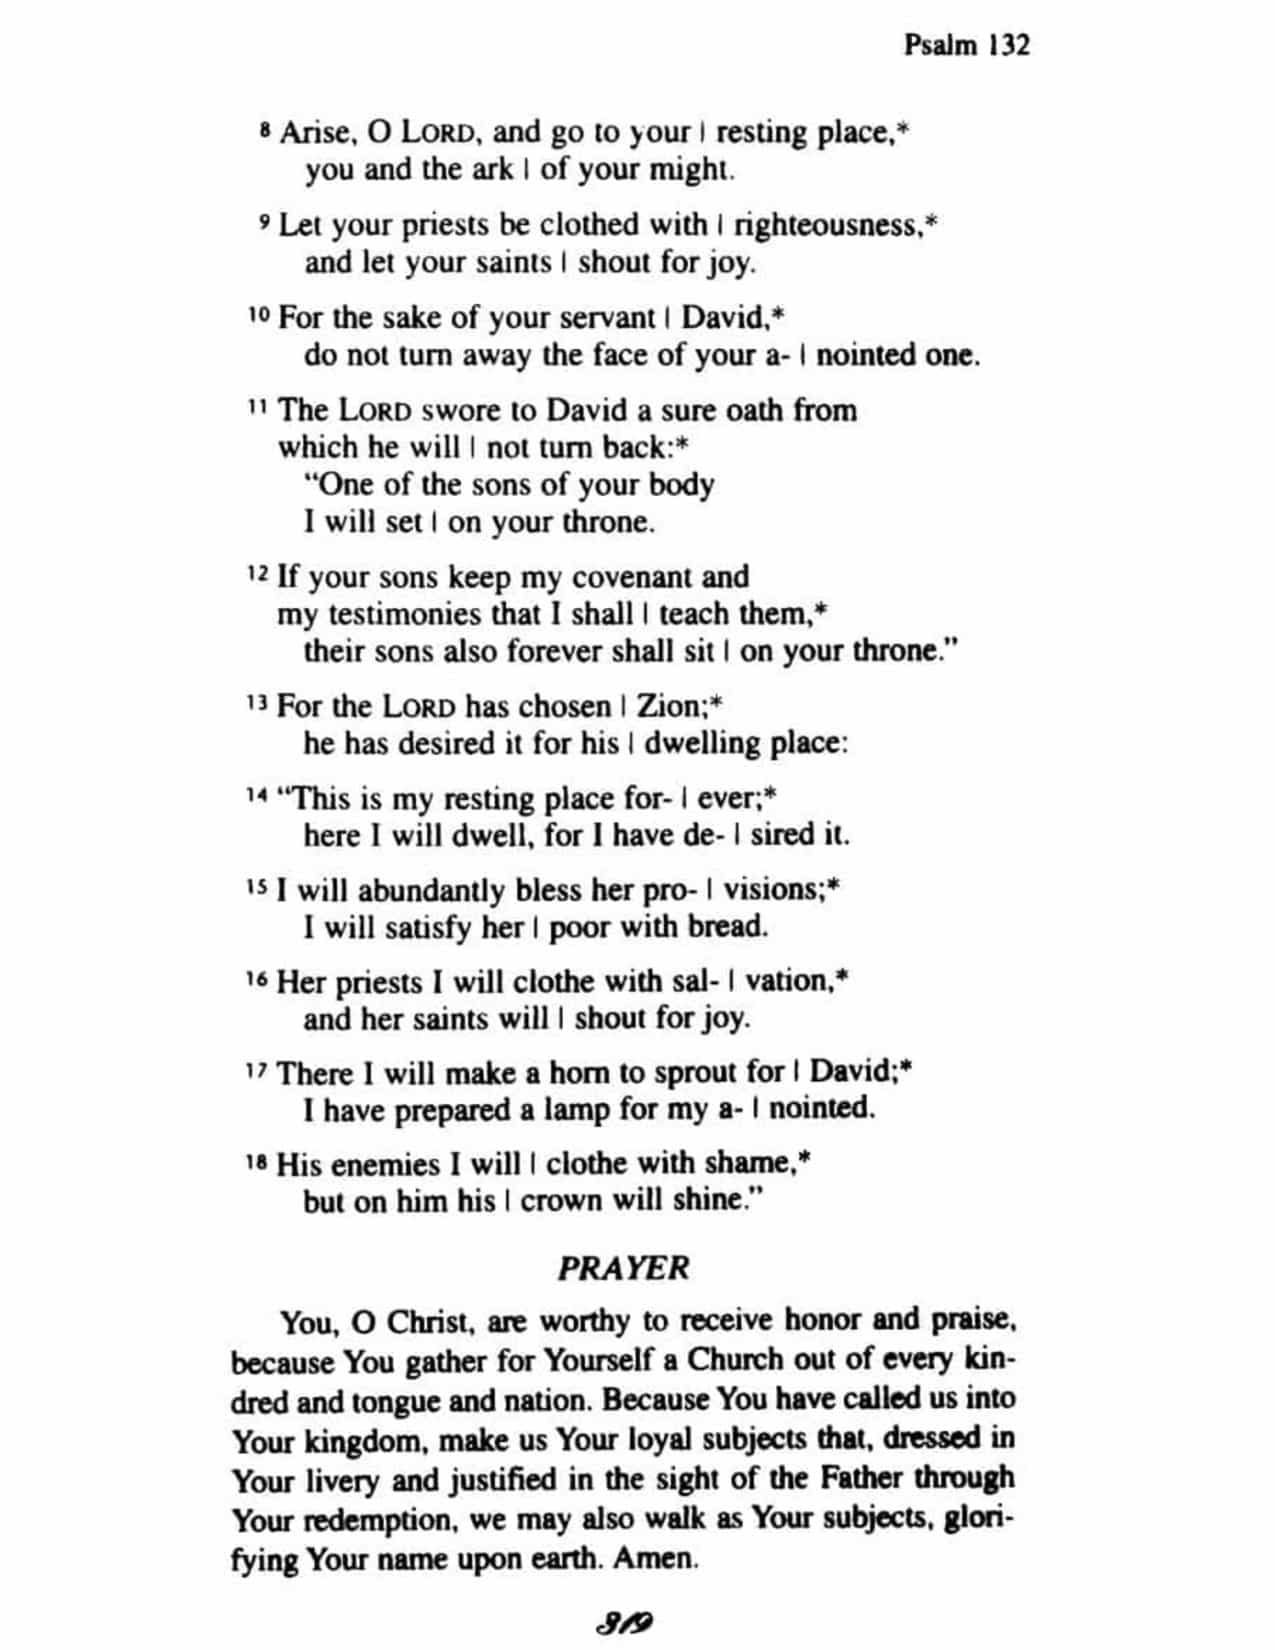 Psalm 132
8 Arise, O LORD, and go to your | resting place,*
you and the ark | of your might.
9 Let your priests be clothed with | righteousness,*
and let your saints | shout for joy.
10 For the sake of your servant | David,*
do not turn away the face of your a- | nointed one.
11 The LORD swore to David a sure oath from
which he will | not turn back:*
“One of the sons of your body
I will set | on your throne.
12 If your sons keep my covenant and
my testimonies that I shall | teach them,*
their sons also forever shall sit | on your throne.”
13 For the LORD has chosen | Zion;*
he has desired it for his | dwelling place:
14 “This is my resting place for- | ever;*
here I will dwell, for I have de- | sired it.
15 I will abundantly bless her pro- | visions;*
I will satisfy her | poor with bread.
16 Her priests I will clothe with sal- | vation,*
and her saints will | shout for joy.
17 There I will make a horn to sprout for | David;*
I have prepared a lamp for my a- | nointed.
18 His enemies I will | clothe with shame,*
but on him his | crown will shine.”
PRAYER
You, O Christ, are worthy to receive honor and praise,
because You gather for Yourself a Church out of every kin-
dred and tongue and nation. Because You have called us into
Your kingdom, make us Your loyal subjects that, dressed in
Your livery and justified in the sight of the Father through
Your redemption, we may also walk as Your subjects, glori-
fying Your name upon earth. Amen.
319